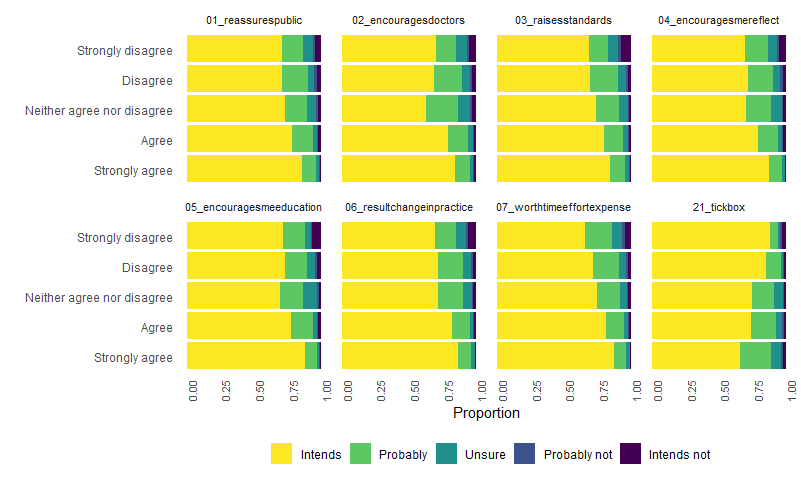 01_reassurespublic 02_encouragesdoctors 03_raisesstandards 04_encouragesmereflect
Strongly disagree
Disagree
Neither agree nor disagree
Agree
Strongly agree
05_encouragesmeeducation 06_resultchangeinpractice 07_worthtimeeffortexpense 21_tickbox
Strongly disagree
Disagree
Neither agree nor disagree
Agree
Strongly agree
0.00 0.25 0.50 0.75 1.00 0.00 0.25 0.50 0.75 1.00 0.00 0.25 0.50 0.75 1.00 0.00 0.25 0.50 0.75 1.00
Proportion
Intends Probably Unsure Probably not Intends not